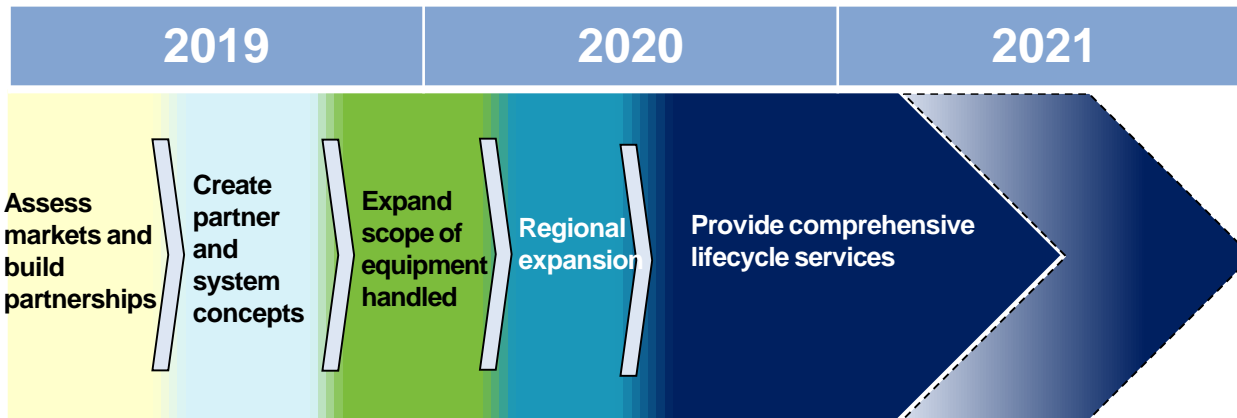 2019
2020
2021
Assess
markets and
build
partnerships
Create
partner
and
system
concepts
Expand
scope of
equipment
handled
Regional
expansion
Provide comprehensive
lifecycle services